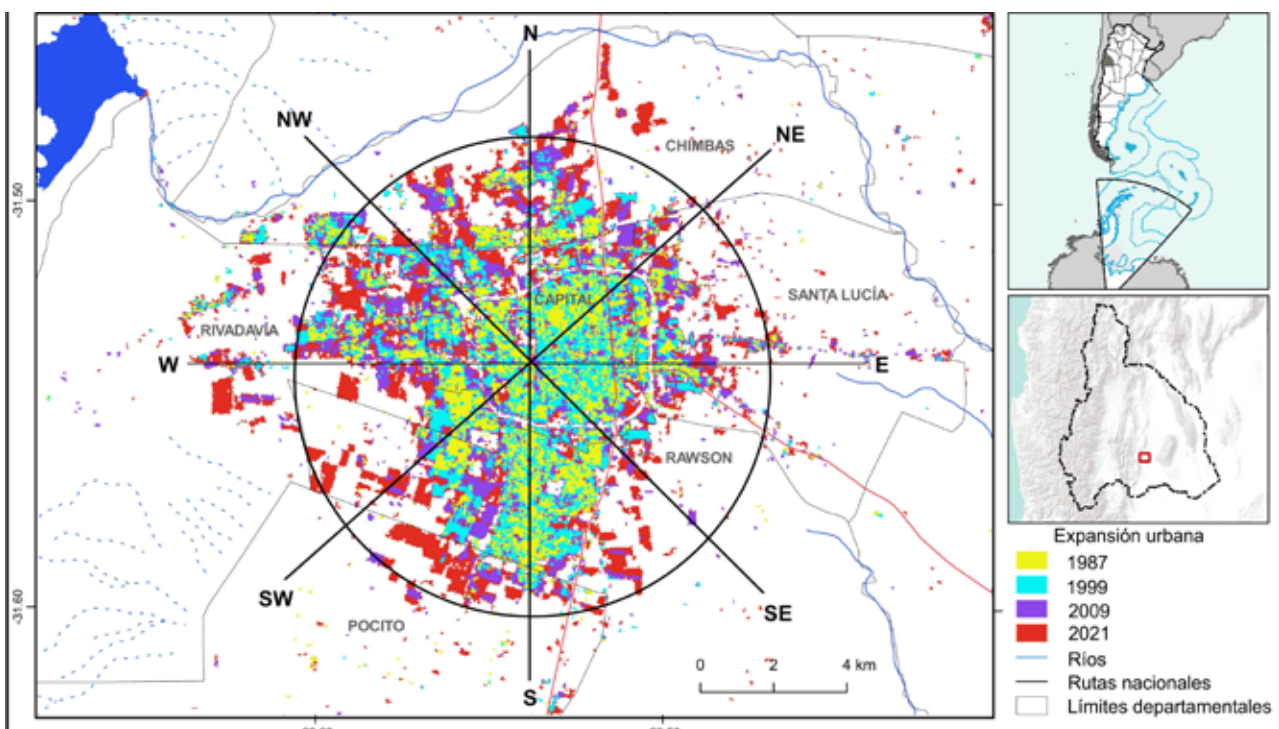 N
NW
NE
CHIMBAS
-31.50
CAPITAL
SANTA LUCÍA
RIVADAVÍA
W
E
RAWSON
SW
SE
-31.60
POCITO
0 2 4 km
S
Expansión urbana
1987
1999
2009
2021
Ríos
Rutas nacionales
Límites departamentales